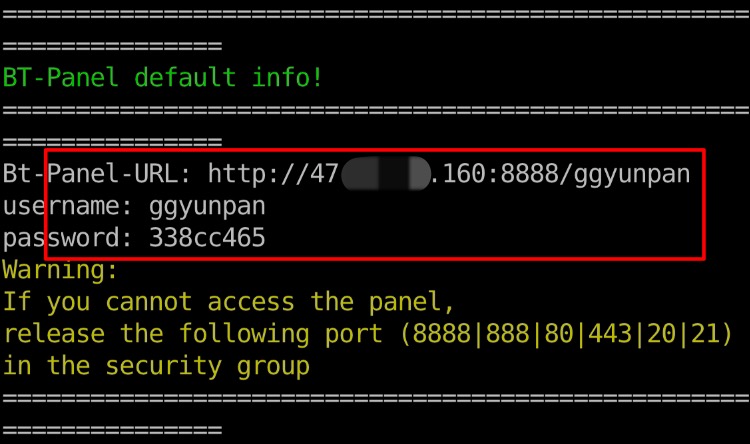 ==================================================================
===============
BT-Panel default info!
==================================================================
===============
Bt-Panel-URL: http://47 .160:8888/ggyunpan
username: ggyunpan
password: 338cc465
Warning:
If you cannot access the panel,
release the following port (8888|888|80|443|20|21)
in the security group
==================================================================
===============